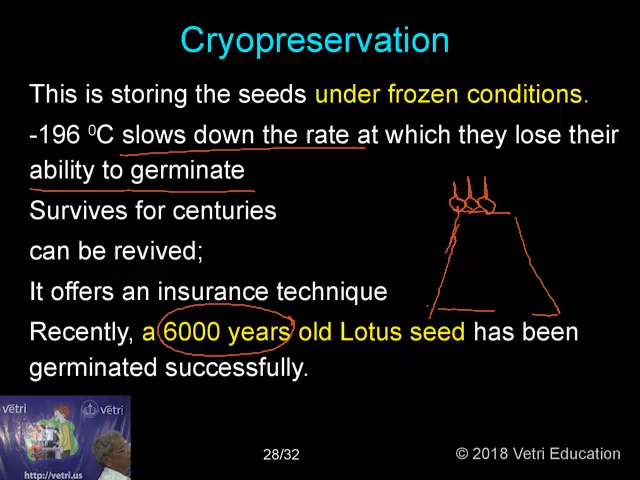 Cryopreservation
This is storing the seeds under frozen conditions.
-196 ⁰C slows down the rate at which they lose their
ability to germinate
Survives for centuries
can be revived;
It offers an insurance technique
Recently, a 6000 years old Lotus seed has been
germinated successfully.
vetri vetri
http://vetri.us
28/32
© 2018 Vetri Education